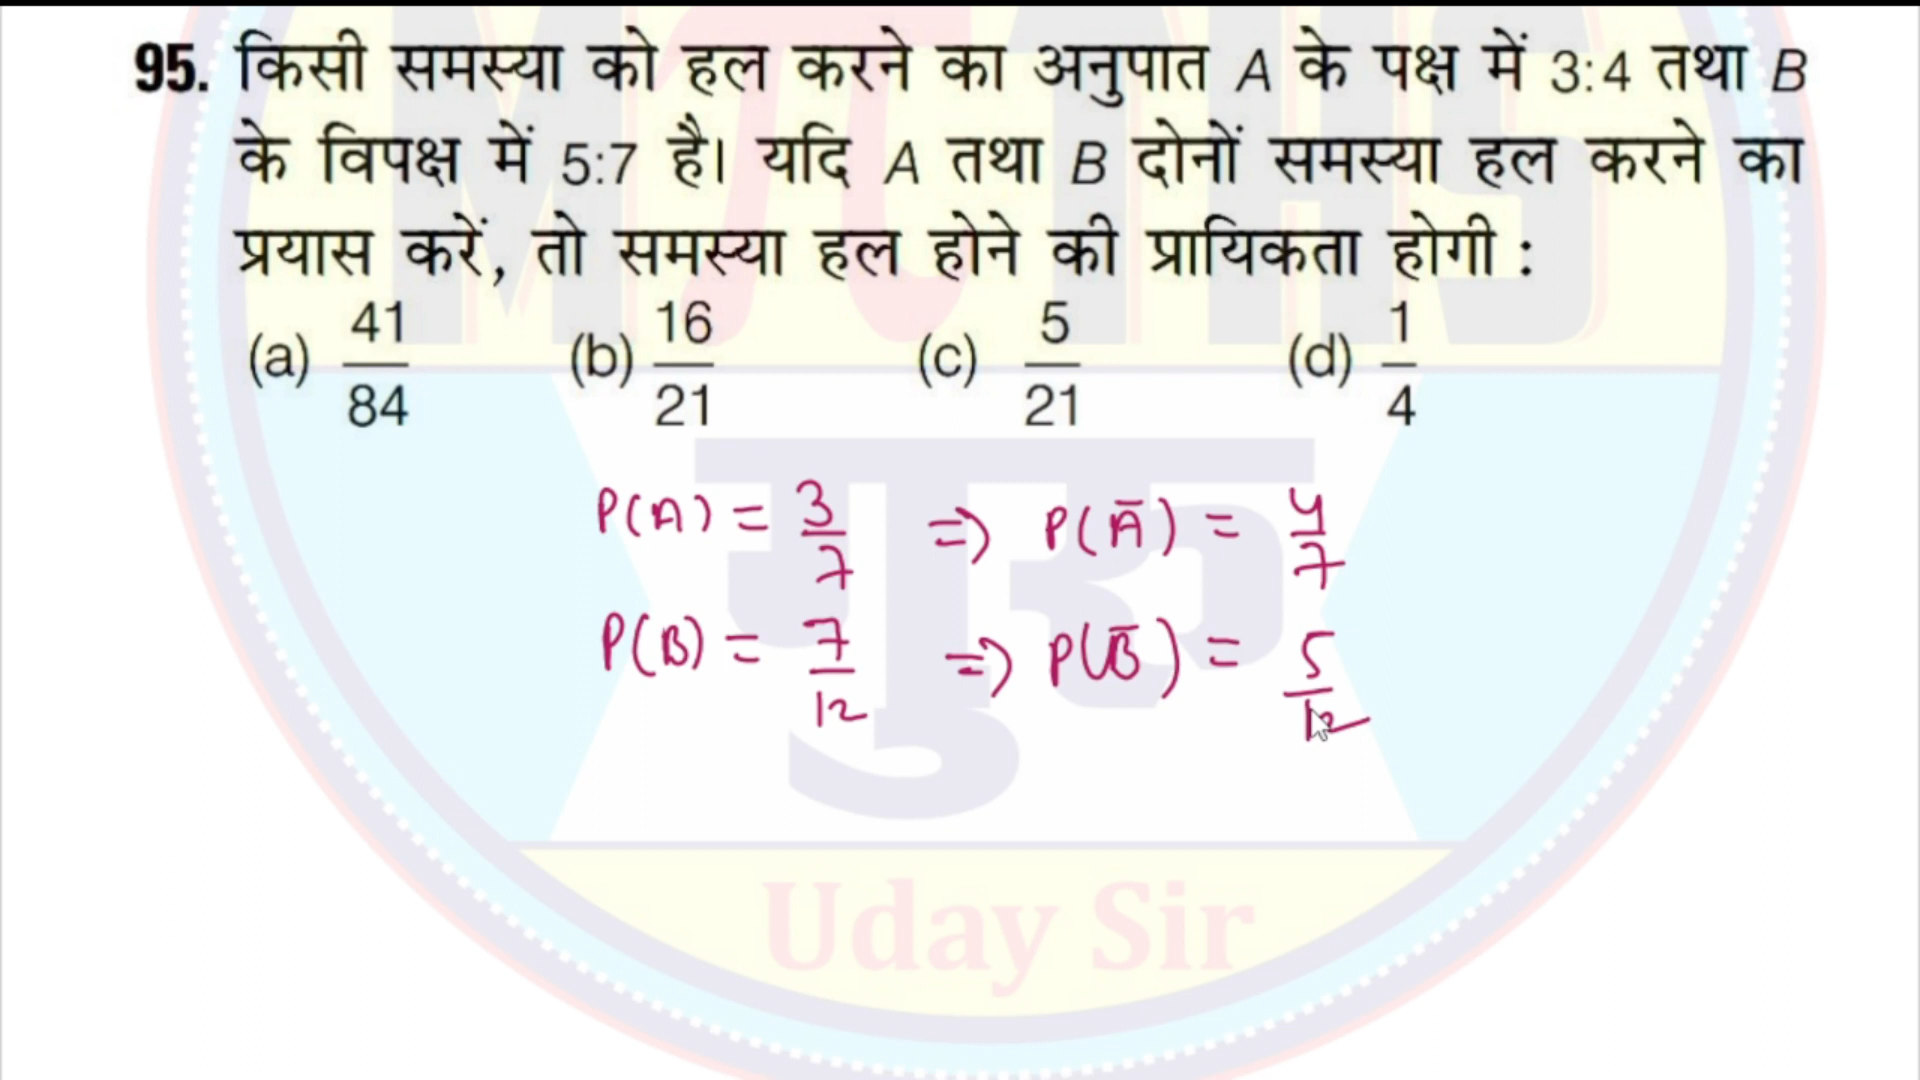 95. किसी समस्या को हल करने का अनुपात A के पक्ष में 3:4 तथा B
के विपक्ष में 5:7 है। यदि A तथा B दोनों समस्या हल करने का
प्रयास करें, तो समस्या हल होने की प्रायिकता होगी :
(a) 41/84 (b) 16/21 (c) 5/21 (d) 1/4
P(A) = 3/7 => P(Ā) = 4/7
P(B) = 7/12 => P(B̄) = 5/12
MπTHS
गुरु
Uday Sir